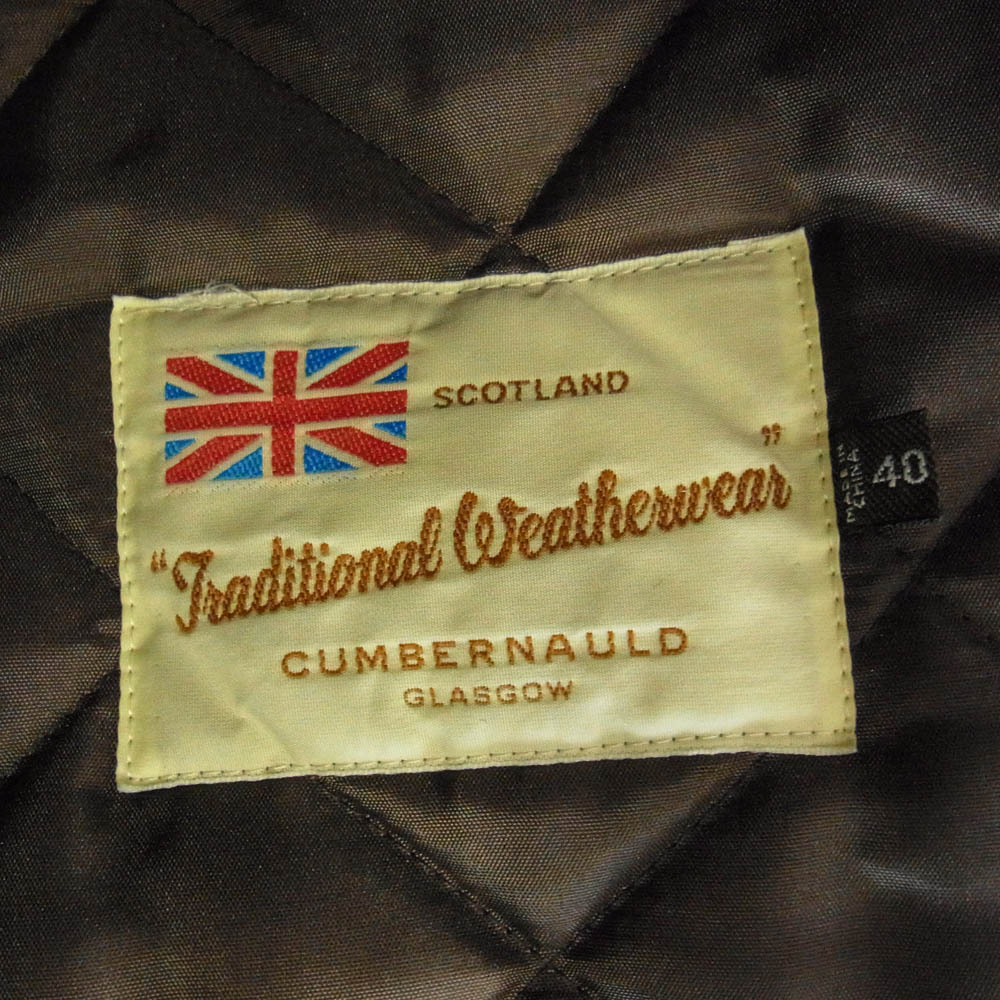 SCOTLAND
“Traditional Weatherwear”
CUMBERNAULD
GLASGOW
MADE IN
CHINA
40